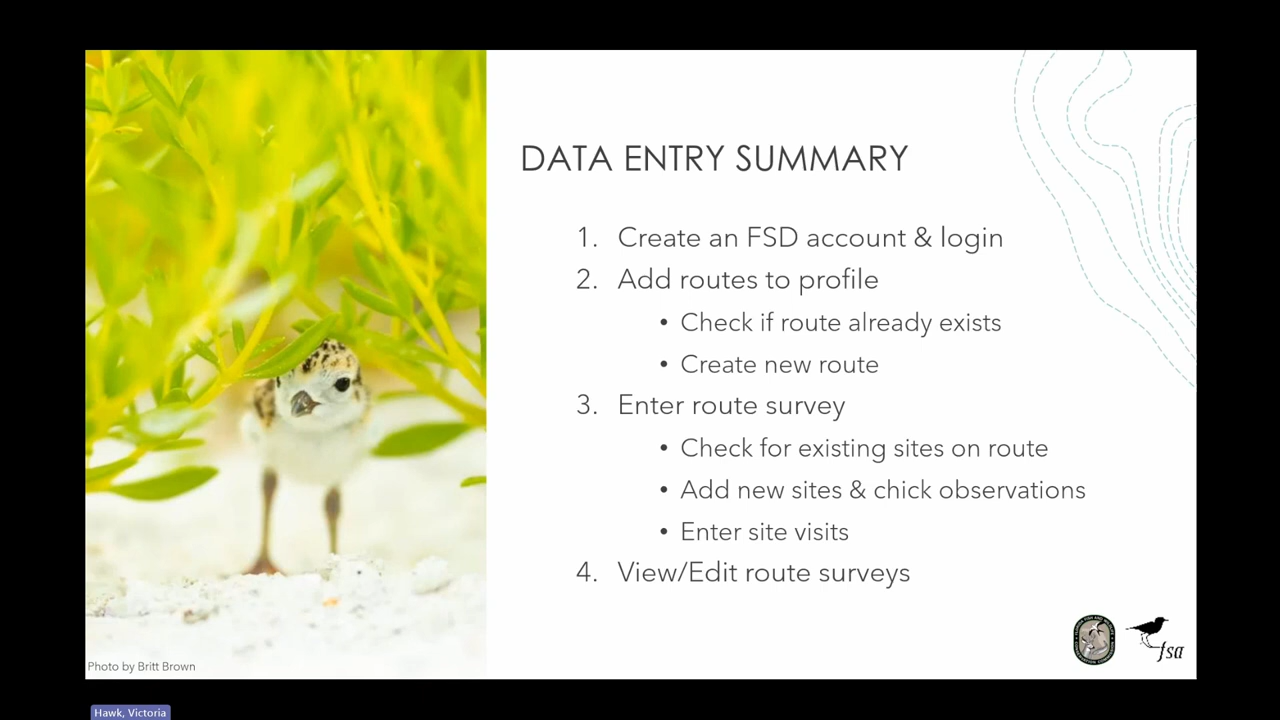 DATA ENTRY SUMMARY
1. Create an FSD account & login
2. Add routes to profile
• Check if route already exists
• Create new route
3. Enter route survey
• Check for existing sites on route
• Add new sites & chick observations
• Enter site visits
4. View/Edit route surveys
fsa
Photo by Britt Brown
Hawk, Victoria